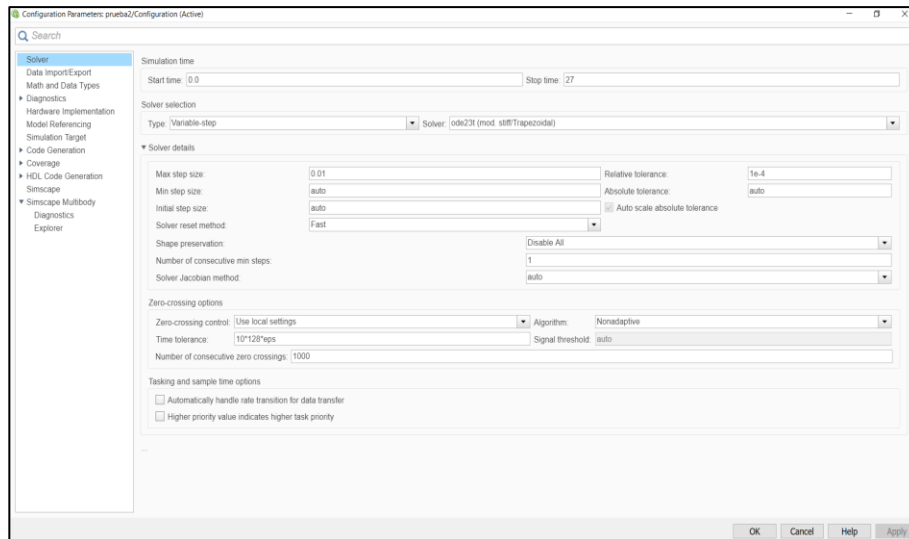 Configuration Parameters: prueba2/Configuration (Active)
Search
Solver
Data Import/Export
Math and Data Types
Diagnostics
Hardware Implementation
Model Referencing
Simulation Target
Code Generation
Coverage
HDL Code Generation
Simscape
Simscape Multibody
Diagnostics
Explorer
Simulation time
Start time: 0.0 Stop time: 27
Solver selection
Type: Variable-step Solver: ode23t (mod. stiff/Trapezoidal)
Solver details
Max step size: 0.01 Relative tolerance: 1e-4
Min step size: auto Absolute tolerance: auto
Initial step size: auto Auto scale absolute tolerance
Solver reset method: Fast
Shape preservation: Disable All
Number of consecutive min steps: 1
Solver Jacobian method: auto
Zero-crossing options
Zero-crossing control: Use local settings Algorithm: Nonadaptive
Time tolerance: 10*128*eps Signal threshold: auto
Number of consecutive zero crossings: 1000
Tasking and sample time options
Automatically handle rate transition for data transfer
Higher priority value indicates higher task priority
...
OK Cancel Help Apply